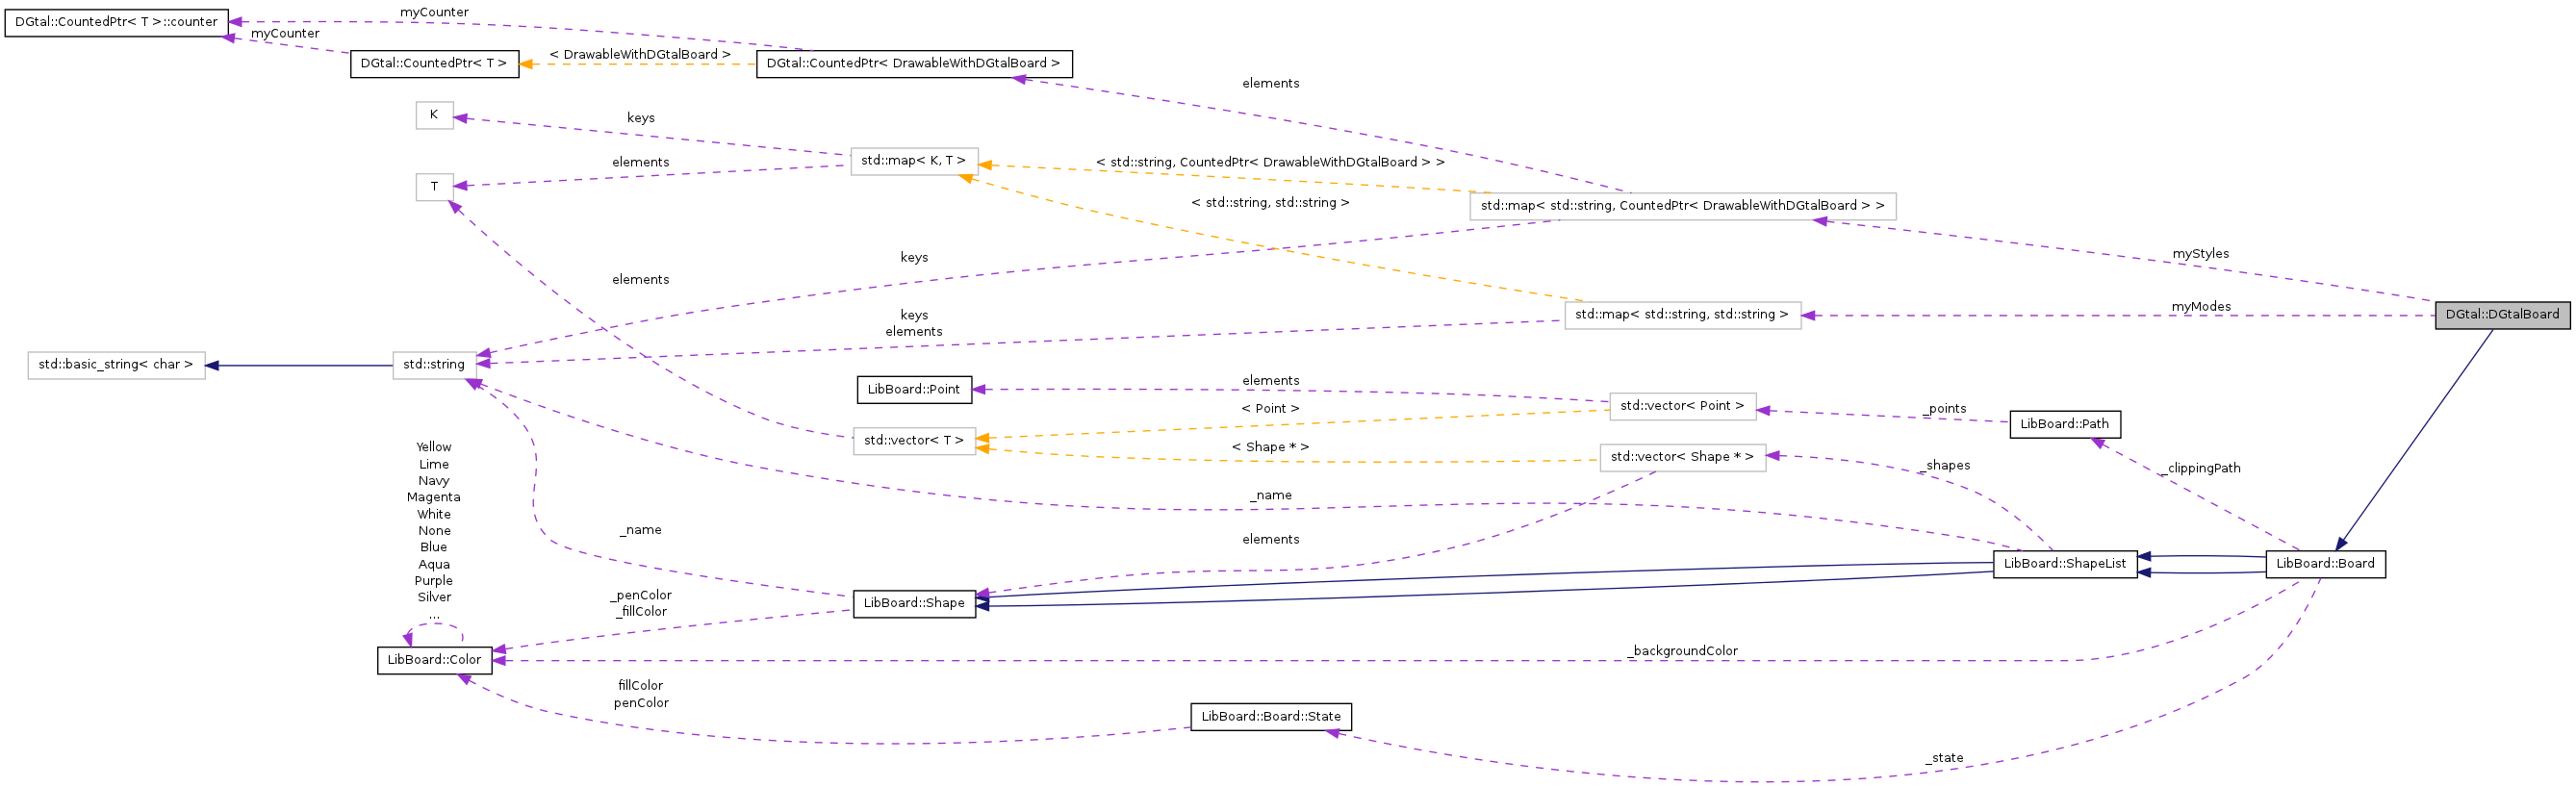 myCounter
DGtal::CountedPtr< T >::counter
myCounter
< DrawableWithDGtalBoard >
DGtal::CountedPtr< T >
DGtal::CountedPtr< DrawableWithDGtalBoard >
elements
K
keys
std::map< K, T >
elements
< std::string, CountedPtr< DrawableWithDGtalBoard > >
T
< std::string, std::string >
std::map< std::string, CountedPtr< DrawableWithDGtalBoard > >
myStyles
keys
elements
myModes
keys
elements
std::map< std::string, std::string >
DGtal::DGtalBoard
std::basic_string< char >
std::string
elements
LibBoard::Point
< Point >
std::vector< Point >
_points
LibBoard::Path
std::vector< T >
< Shape * >
std::vector< Shape * >
_shapes
_clippingPath
Yellow
Lime
Navy
Magenta
White
None
Blue
Aqua
Purple
Silver
...
_name
_name
elements
LibBoard::ShapeList
LibBoard::Board
_penColor
_fillColor
LibBoard::Shape
LibBoard::Color
_backgroundColor
fillColor
penColor
LibBoard::Board::State
_state